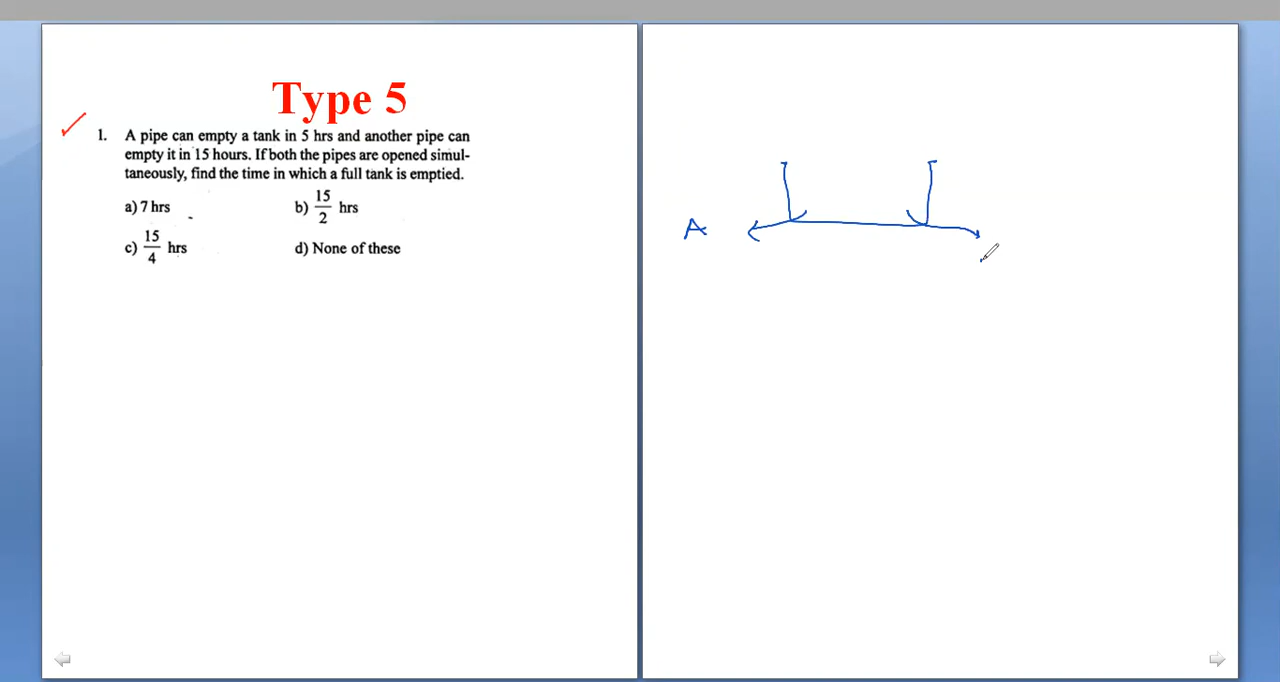 Type 5
1. A pipe can empty a tank in 5 hrs and another pipe can
empty it in 15 hours. If both the pipes are opened simul-
taneously, find the time in which a full tank is emptied.
a) 7 hrs b) 15/2 hrs
c) 15/4 hrs d) None of these
A